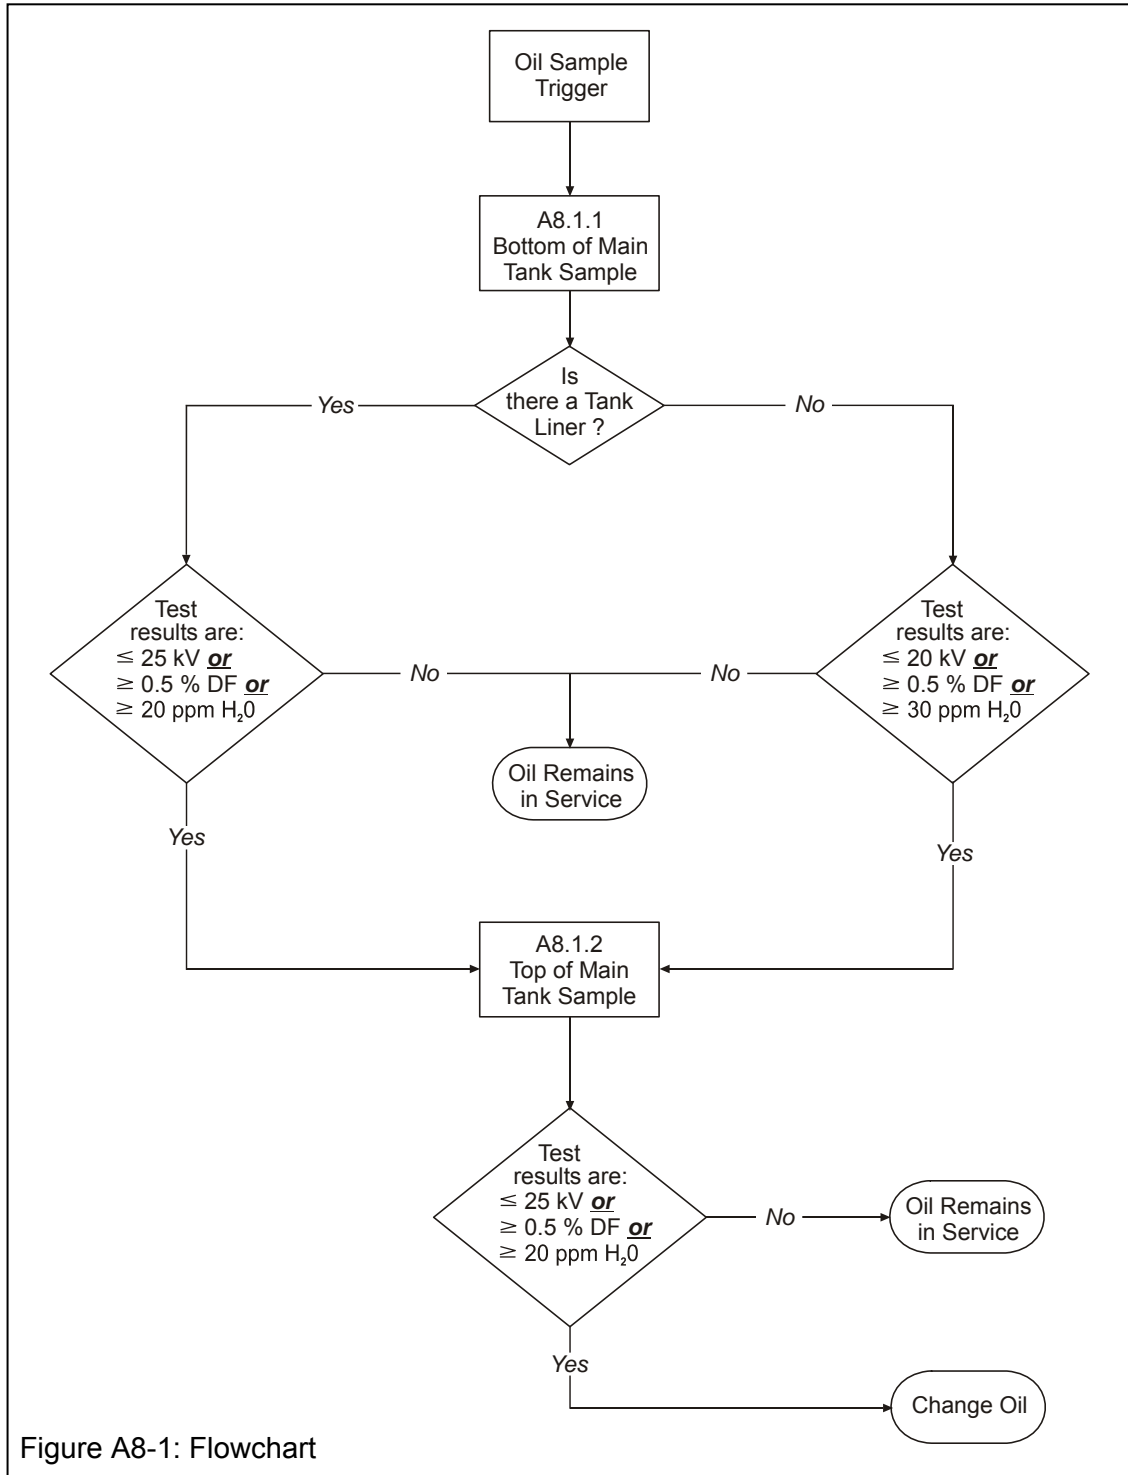 Oil Sample
Trigger
A8.1.1
Bottom of Main
Tank Sample
Is
there a Tank
Liner ?
Yes
No
Test
results are:
≤ 25 kV or
≥ 0.5 % DF or
≥ 20 ppm H₂0
No
No
Test
results are:
≤ 20 kV or
≥ 0.5 % DF or
≥ 30 ppm H₂0
Oil Remains
in Service
Yes
Yes
A8.1.2
Top of Main
Tank Sample
Test
results are:
≤ 25 kV or
≥ 0.5 % DF or
≥ 20 ppm H₂0
No
Oil Remains
in Service
Yes
Change Oil
Figure A8-1: Flowchart